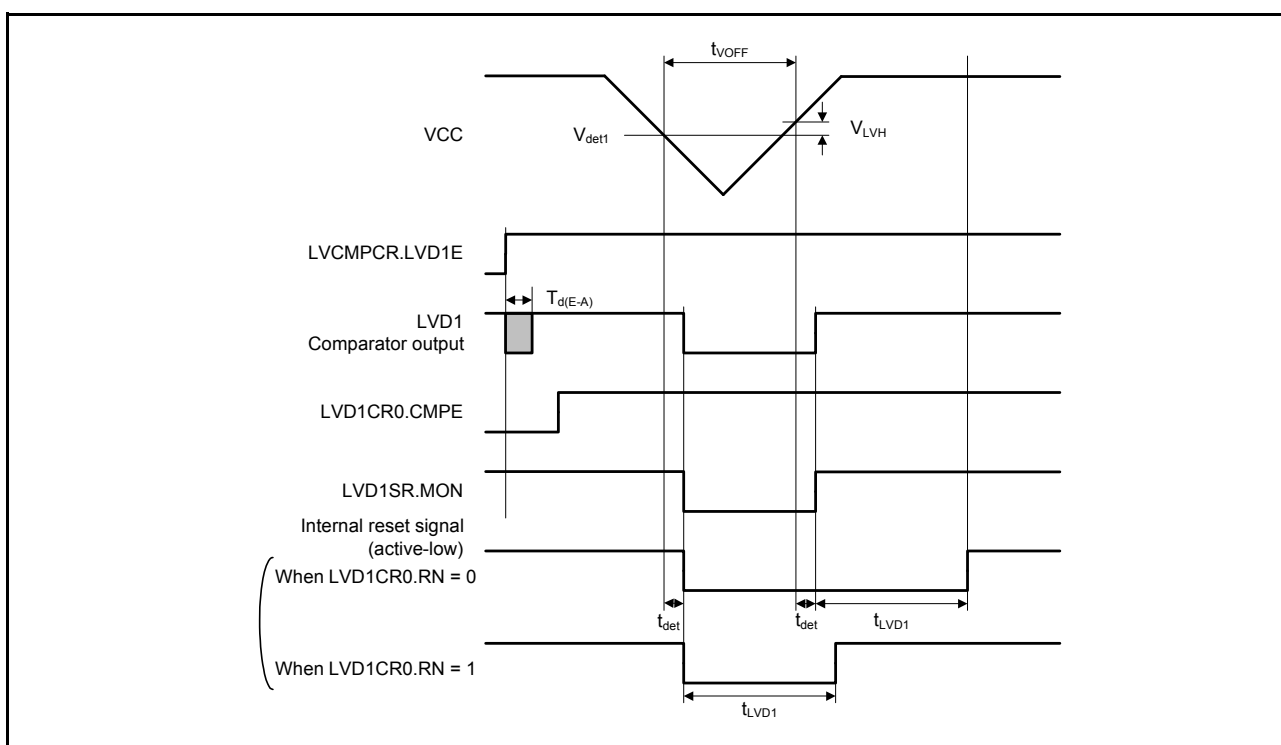 tVOFF
VCC
Vdet1
VLVH
LVCMPCR.LVD1E
Td(E-A)
LVD1
Comparator output
LVD1CR0.CMPE
LVD1SR.MON
Internal reset signal
(active-low)
When LVD1CR0.RN = 0
tdet
tdet
tLVD1
When LVD1CR0.RN = 1
tLVD1